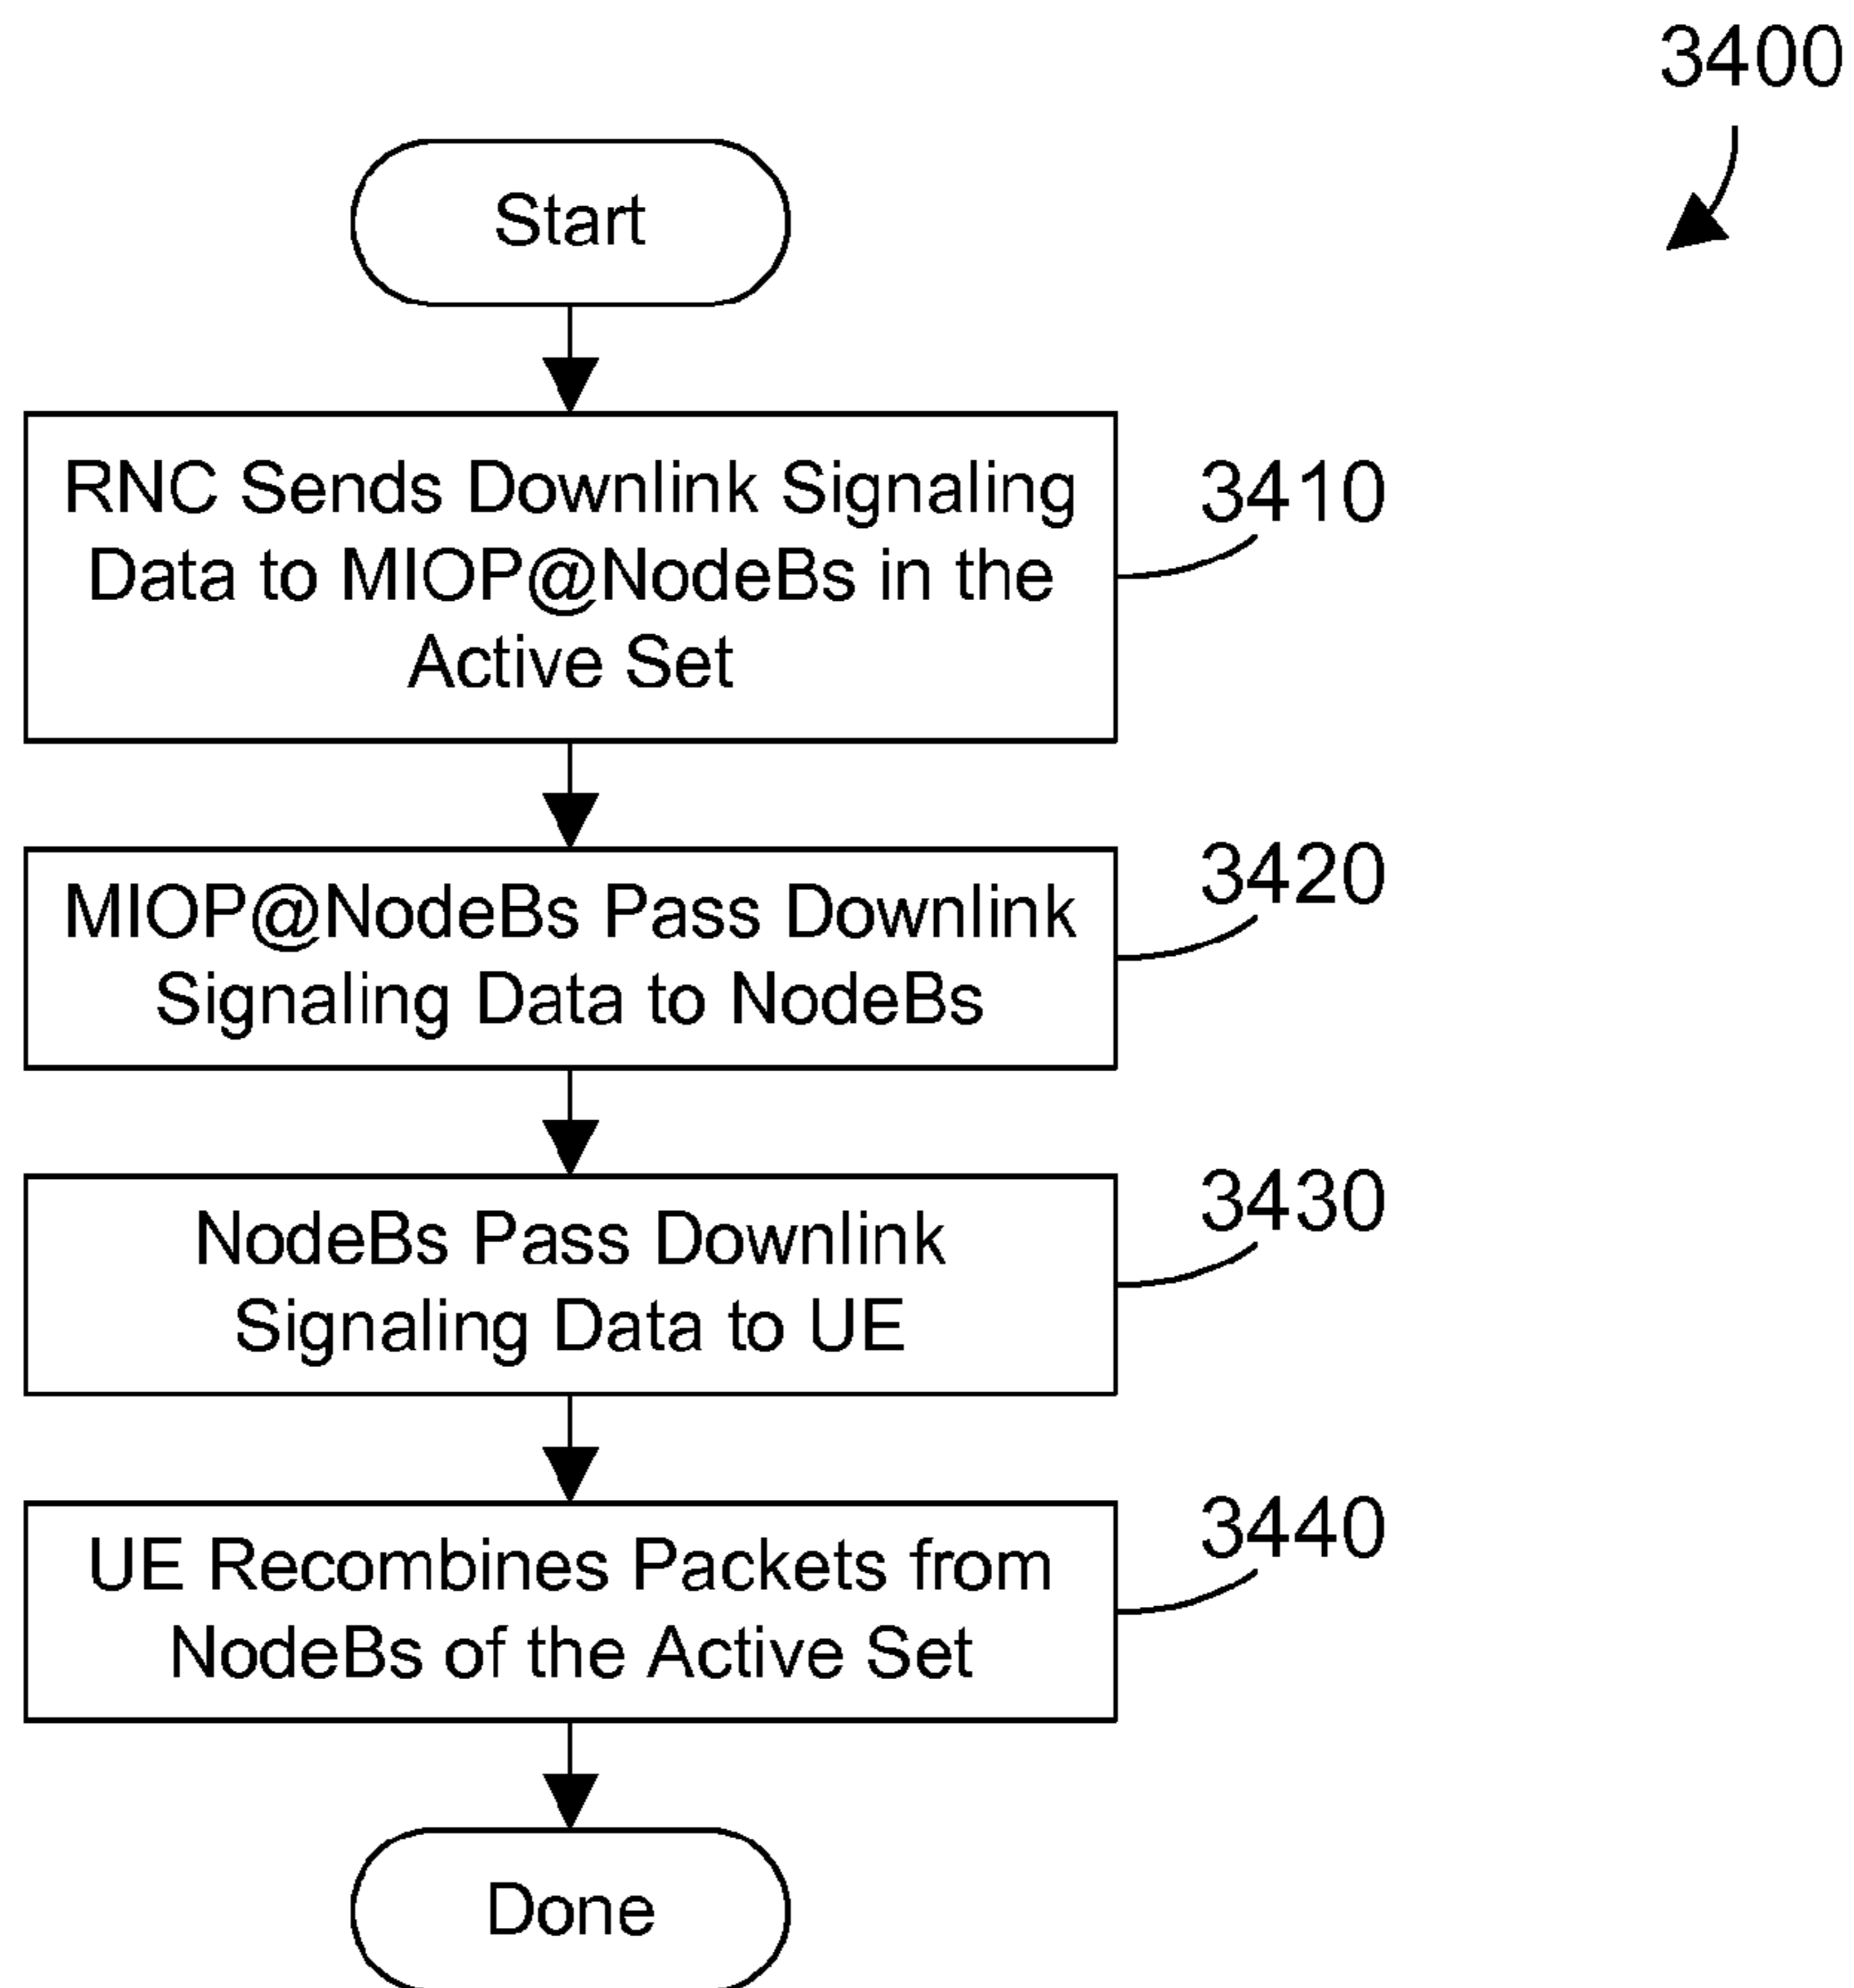 3400
Start
RNC Sends Downlink Signaling
Data to MIOP@NodeBs in the
Active Set
3410
MIOP@NodeBs Pass Downlink
Signaling Data to NodeBs
3420
NodeBs Pass Downlink
Signaling Data to UE
3430
UE Recombines Packets from
NodeBs of the Active Set
3440
Done